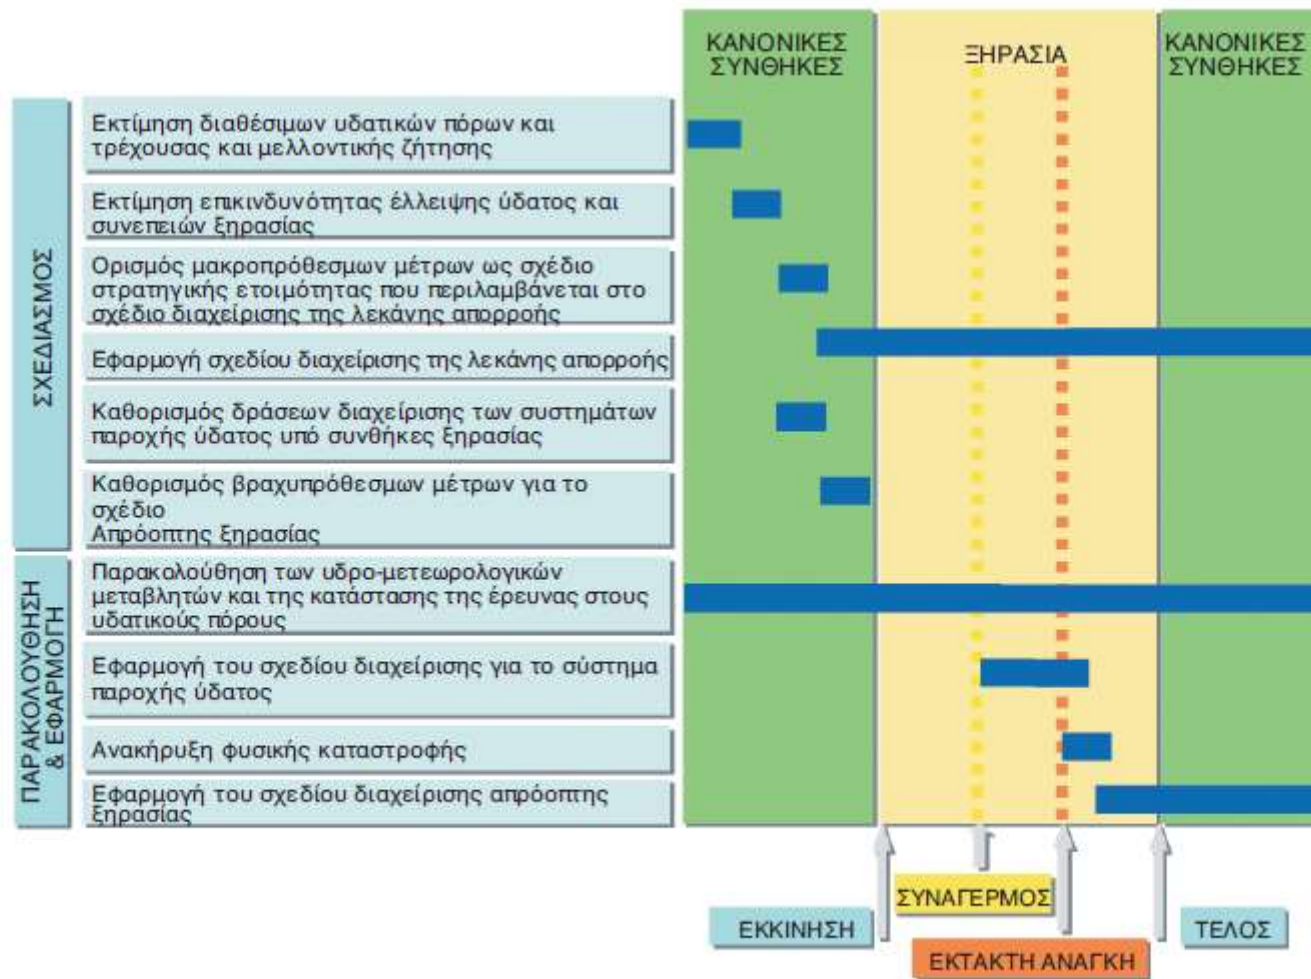 ΚΑΝΟΝΙΚΕΣ
ΣΥΝΘΗΚΕΣ
ΞΗΡΑΣΙΑ
ΚΑΝΟΝΙΚΕΣ
ΣΥΝΘΗΚΕΣ
ΣΧΕΔΙΑΣΜΟΣ
Εκτίμηση διαθέσιμων υδατικών πόρων και
τρέχουσας και μελλοντικής ζήτησης
Εκτίμηση επικινδυνότητας έλλειψης ύδατος και
συνεπειών ξηρασίας
Ορισμός μακροπρόθεσμων μέτρων ως σχέδιο
στρατηγικής ετοιμότητας που περιλαμβάνεται στο
σχέδιο διαχείρισης της λεκάνης απορροής
Εφαρμογή σχεδίου διαχείρισης της λεκάνης απορροής
Καθορισμός δράσεων διαχείρισης των συστημάτων
παροχής ύδατος υπό συνθήκες ξηρασίας
Καθορισμός βραχυπρόθεσμων μέτρων για το
σχέδιο
Απρόοπτης ξηρασίας
ΠΑΡΑΚΟΛΟΥΘΗΣΗ
& ΕΦΑΡΜΟΓΗ
Παρακολούθηση των υδρο-μετεωρολογικών
μεταβλητών και της κατάστασης της έρευνας στους
υδατικούς πόρους
Εφαρμογή του σχεδίου διαχείρισης για το σύστημα
παροχής ύδατος
Ανακήρυξη φυσικής καταστροφής
Εφαρμογή του σχεδίου διαχείρισης απρόοπτης
ξηρασίας
ΣΥΝΑΓΕΡΜΟΣ
ΕΚΚΙΝΗΣΗ
ΤΕΛΟΣ
ΕΚΤΑΚΤΗ ΑΝΑΓΚΗ